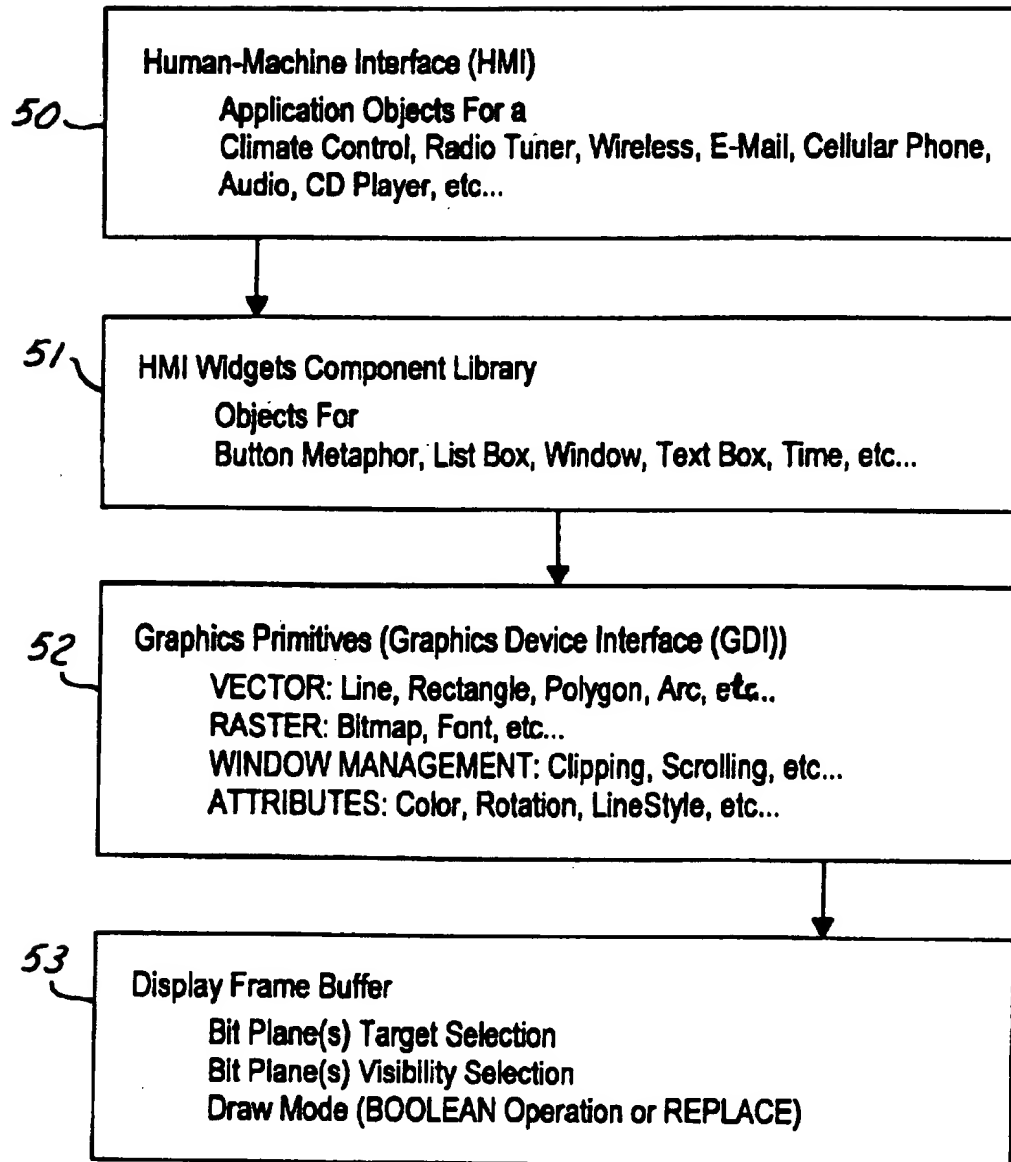 50
Human-Machine Interface (HMI)
Application Objects For a
Climate Control, Radio Tuner, Wireless, E-Mail, Cellular Phone,
Audio, CD Player, etc...
51
HMI Widgets Component Library
Objects For
Button Metaphor, List Box, Window, Text Box, Time, etc...
52
Graphics Primitives (Graphics Device Interface (GDI))
VECTOR: Line, Rectangle, Polygon, Arc, etc...
RASTER: Bitmap, Font, etc...
WINDOW MANAGEMENT: Clipping, Scrolling, etc...
ATTRIBUTES: Color, Rotation, LineStyle, etc...
53
Display Frame Buffer
Bit Plane(s) Target Selection
Bit Plane(s) Visibility Selection
Draw Mode (BOOLEAN Operation or REPLACE)